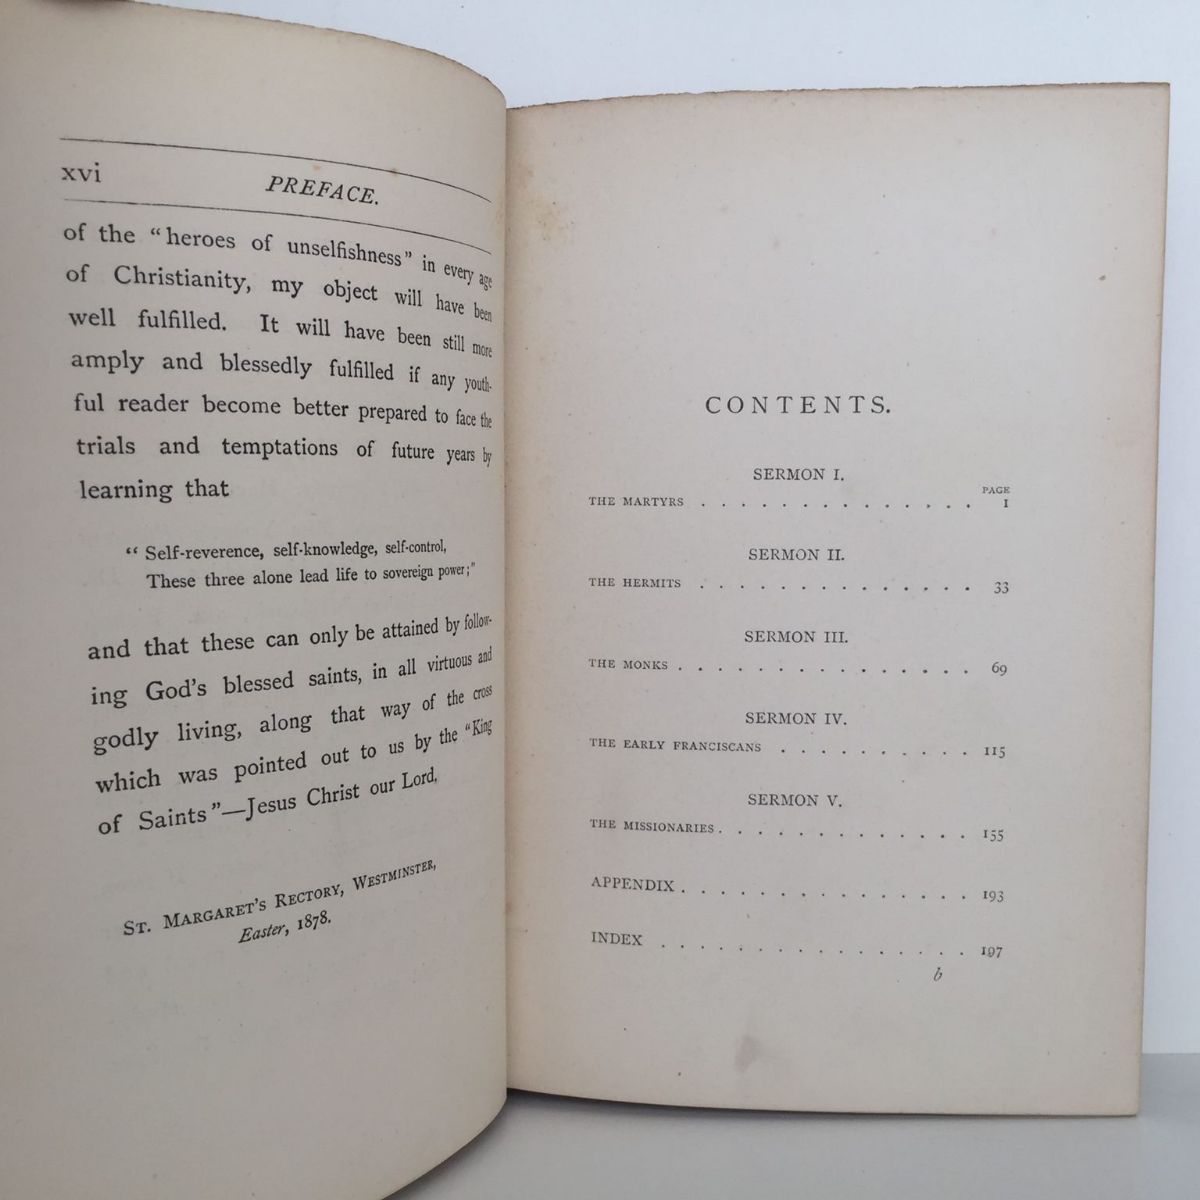 xvi
PREFACE.
of the "heroes of unselfishness" in every age
of Christianity, my object will have been
well fulfilled. It will have been still more
amply and blessedly fulfilled if any youth-
ful reader become better prepared to face the
trials and temptations of future years by
learning that
"Self-reverence, self-knowledge, self-control,
These three alone lead life to sovereign power;"
and that these can only be attained by follow-
ing God's blessed saints, in all virtuous and
godly living, along that way of the cross
which was pointed out to us by the "King
of Saints"—Jesus Christ our Lord.
ST. MARGARET'S RECTORY, WESTMINSTER,
Easter, 1878.
CONTENTS.
SERMON I.
PAGE
THE MARTYRS . . . . . . . . . . . . . . 1
SERMON II.
THE HERMITS . . . . . . . . . . . . . . 33
SERMON III.
THE MONKS . . . . . . . . . . . . . . . 69
SERMON IV.
THE EARLY FRANCISCANS . . . . . . . . . . 115
SERMON V.
THE MISSIONARIES . . . . . . . . . . . . . 155
APPENDIX . . . . . . . . . . . . . . . 193
INDEX . . . . . . . . . . . . . . . . 197
b